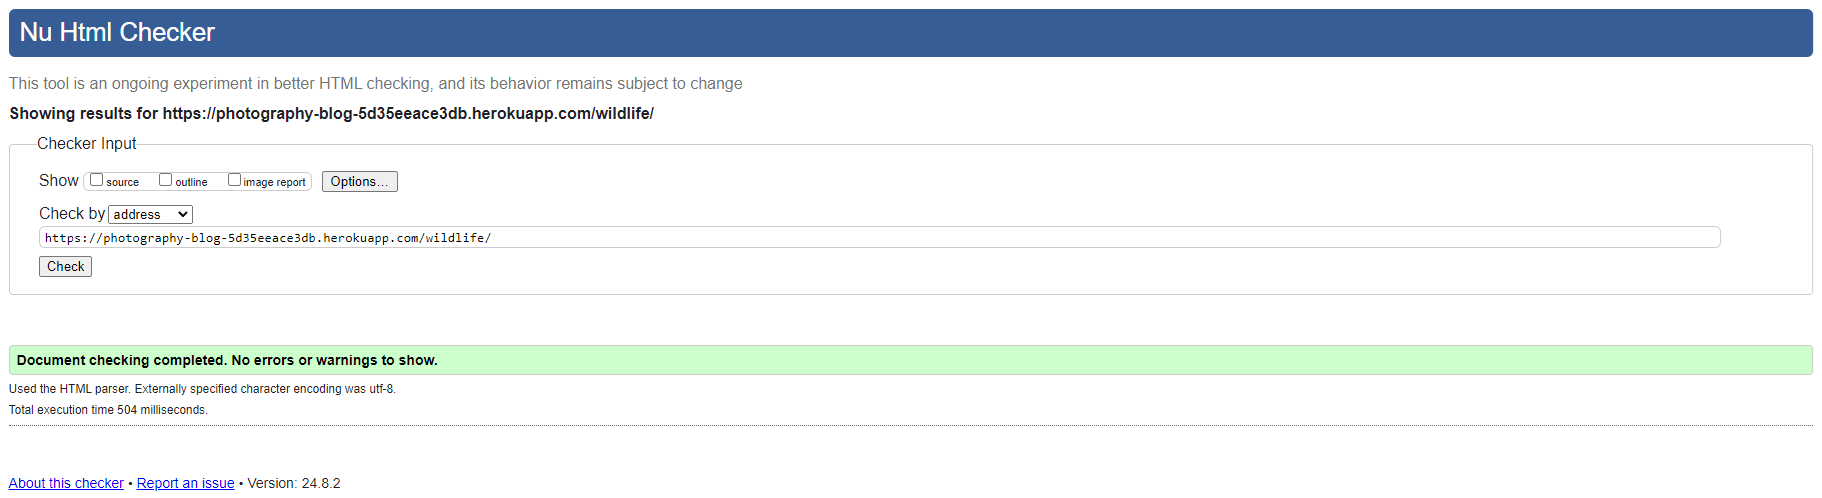 Nu Html Checker
This tool is an ongoing experiment in better HTML checking, and its behavior remains subject to change
Showing results for https://photography-blog-5d35eeace3db.herokuapp.com/wildlife/
Checker Input
Show source outline image report Options...
Check by address
https://photography-blog-5d35eeace3db.herokuapp.com/wildlife/
Check
Document checking completed. No errors or warnings to show.
Used the HTML parser. Externally specified character encoding was utf-8.
Total execution time 504 milliseconds.
About this checker • Report an issue • Version: 24.8.2